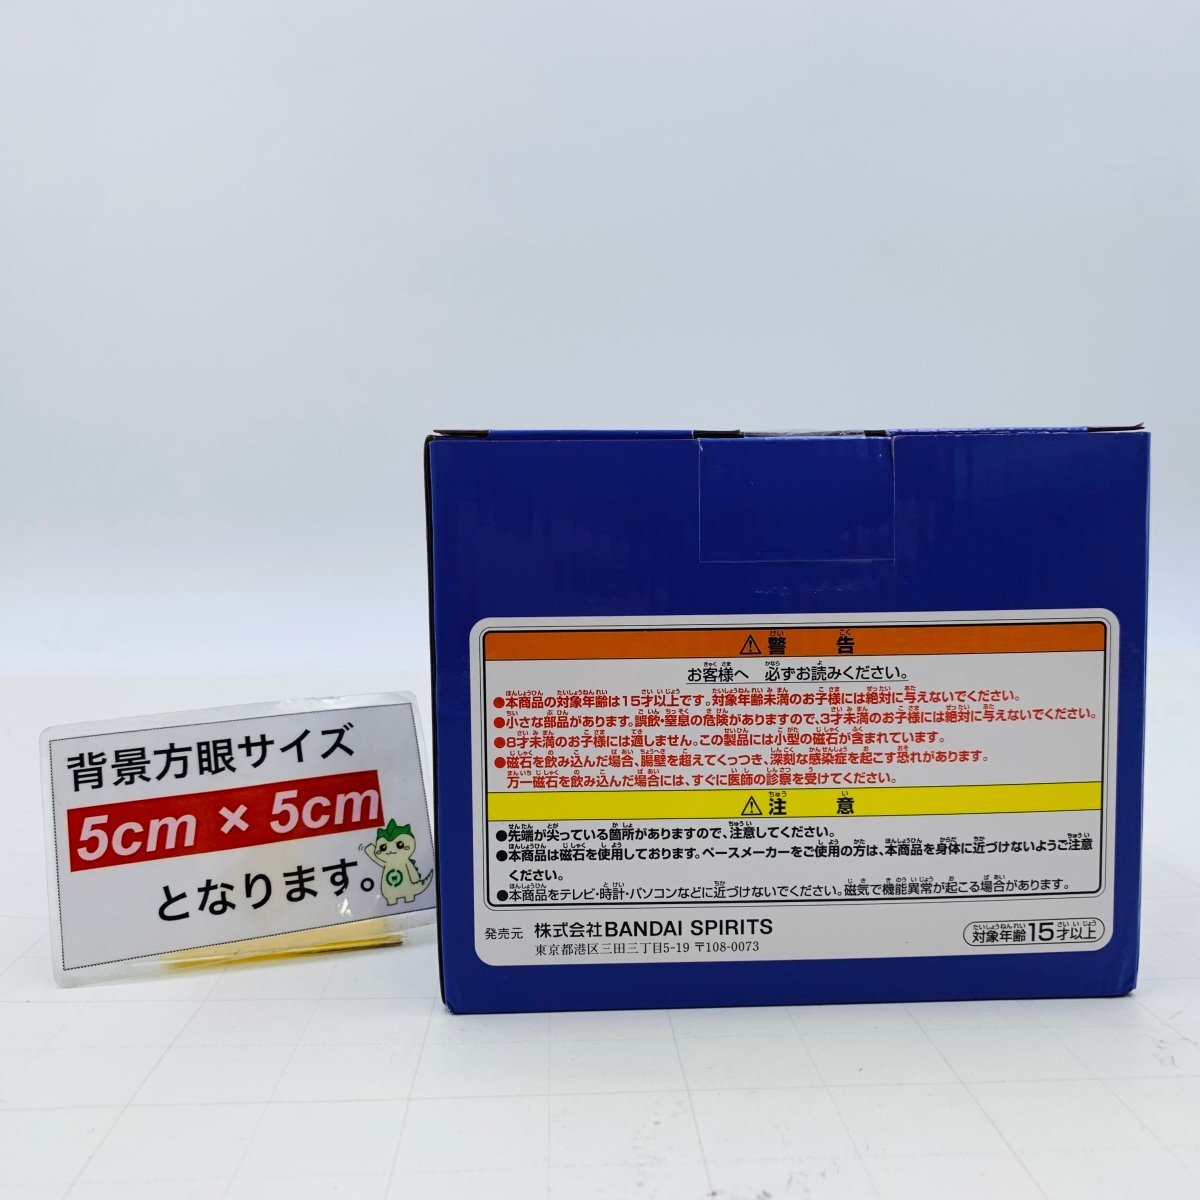 背景方眼サイズ
5cm × 5cm
となります。
⚠警告
お客様へ 必ずお読みください。
●本商品の対象年齢は15才以上です。対象年齢未満のお子様には絶対に与えないでください。
●小さな部品があります。誤飲・窒息の危険がありますので、3才未満のお子様には絶対に与えないでください。
●8才未満のお子様には適しません。この製品には小型の磁石が含まれています。
●磁石を飲み込んだ場合、腸壁を超えてくっつき、深刻な感染症を起こす恐れがあります。
万一磁石を飲み込んだ場合には、すぐに医師の診察を受けてください。
⚠注意
●先端が尖っている箇所がありますので、注意してください。
●本商品は磁石を使用しております。ペースメーカーをご使用の方は、本商品を身体に近づけないようご注意
ください。
●本商品をテレビ・時計・パソコンなどに近づけないでください。磁気で機能異常が起こる場合があります。
発売元 株式会社BANDAI SPIRITS
東京都港区三田三丁目5-19 〒108-0073
対象年齢15才以上